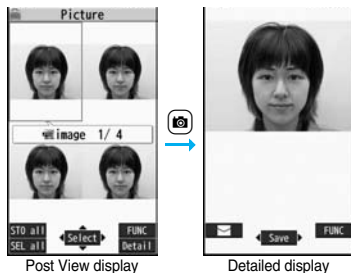 Picture
image 1/ 4
STO all
FUNC
Select
SEL all
Detail
Save
FUNC
Post View display
Detailed display